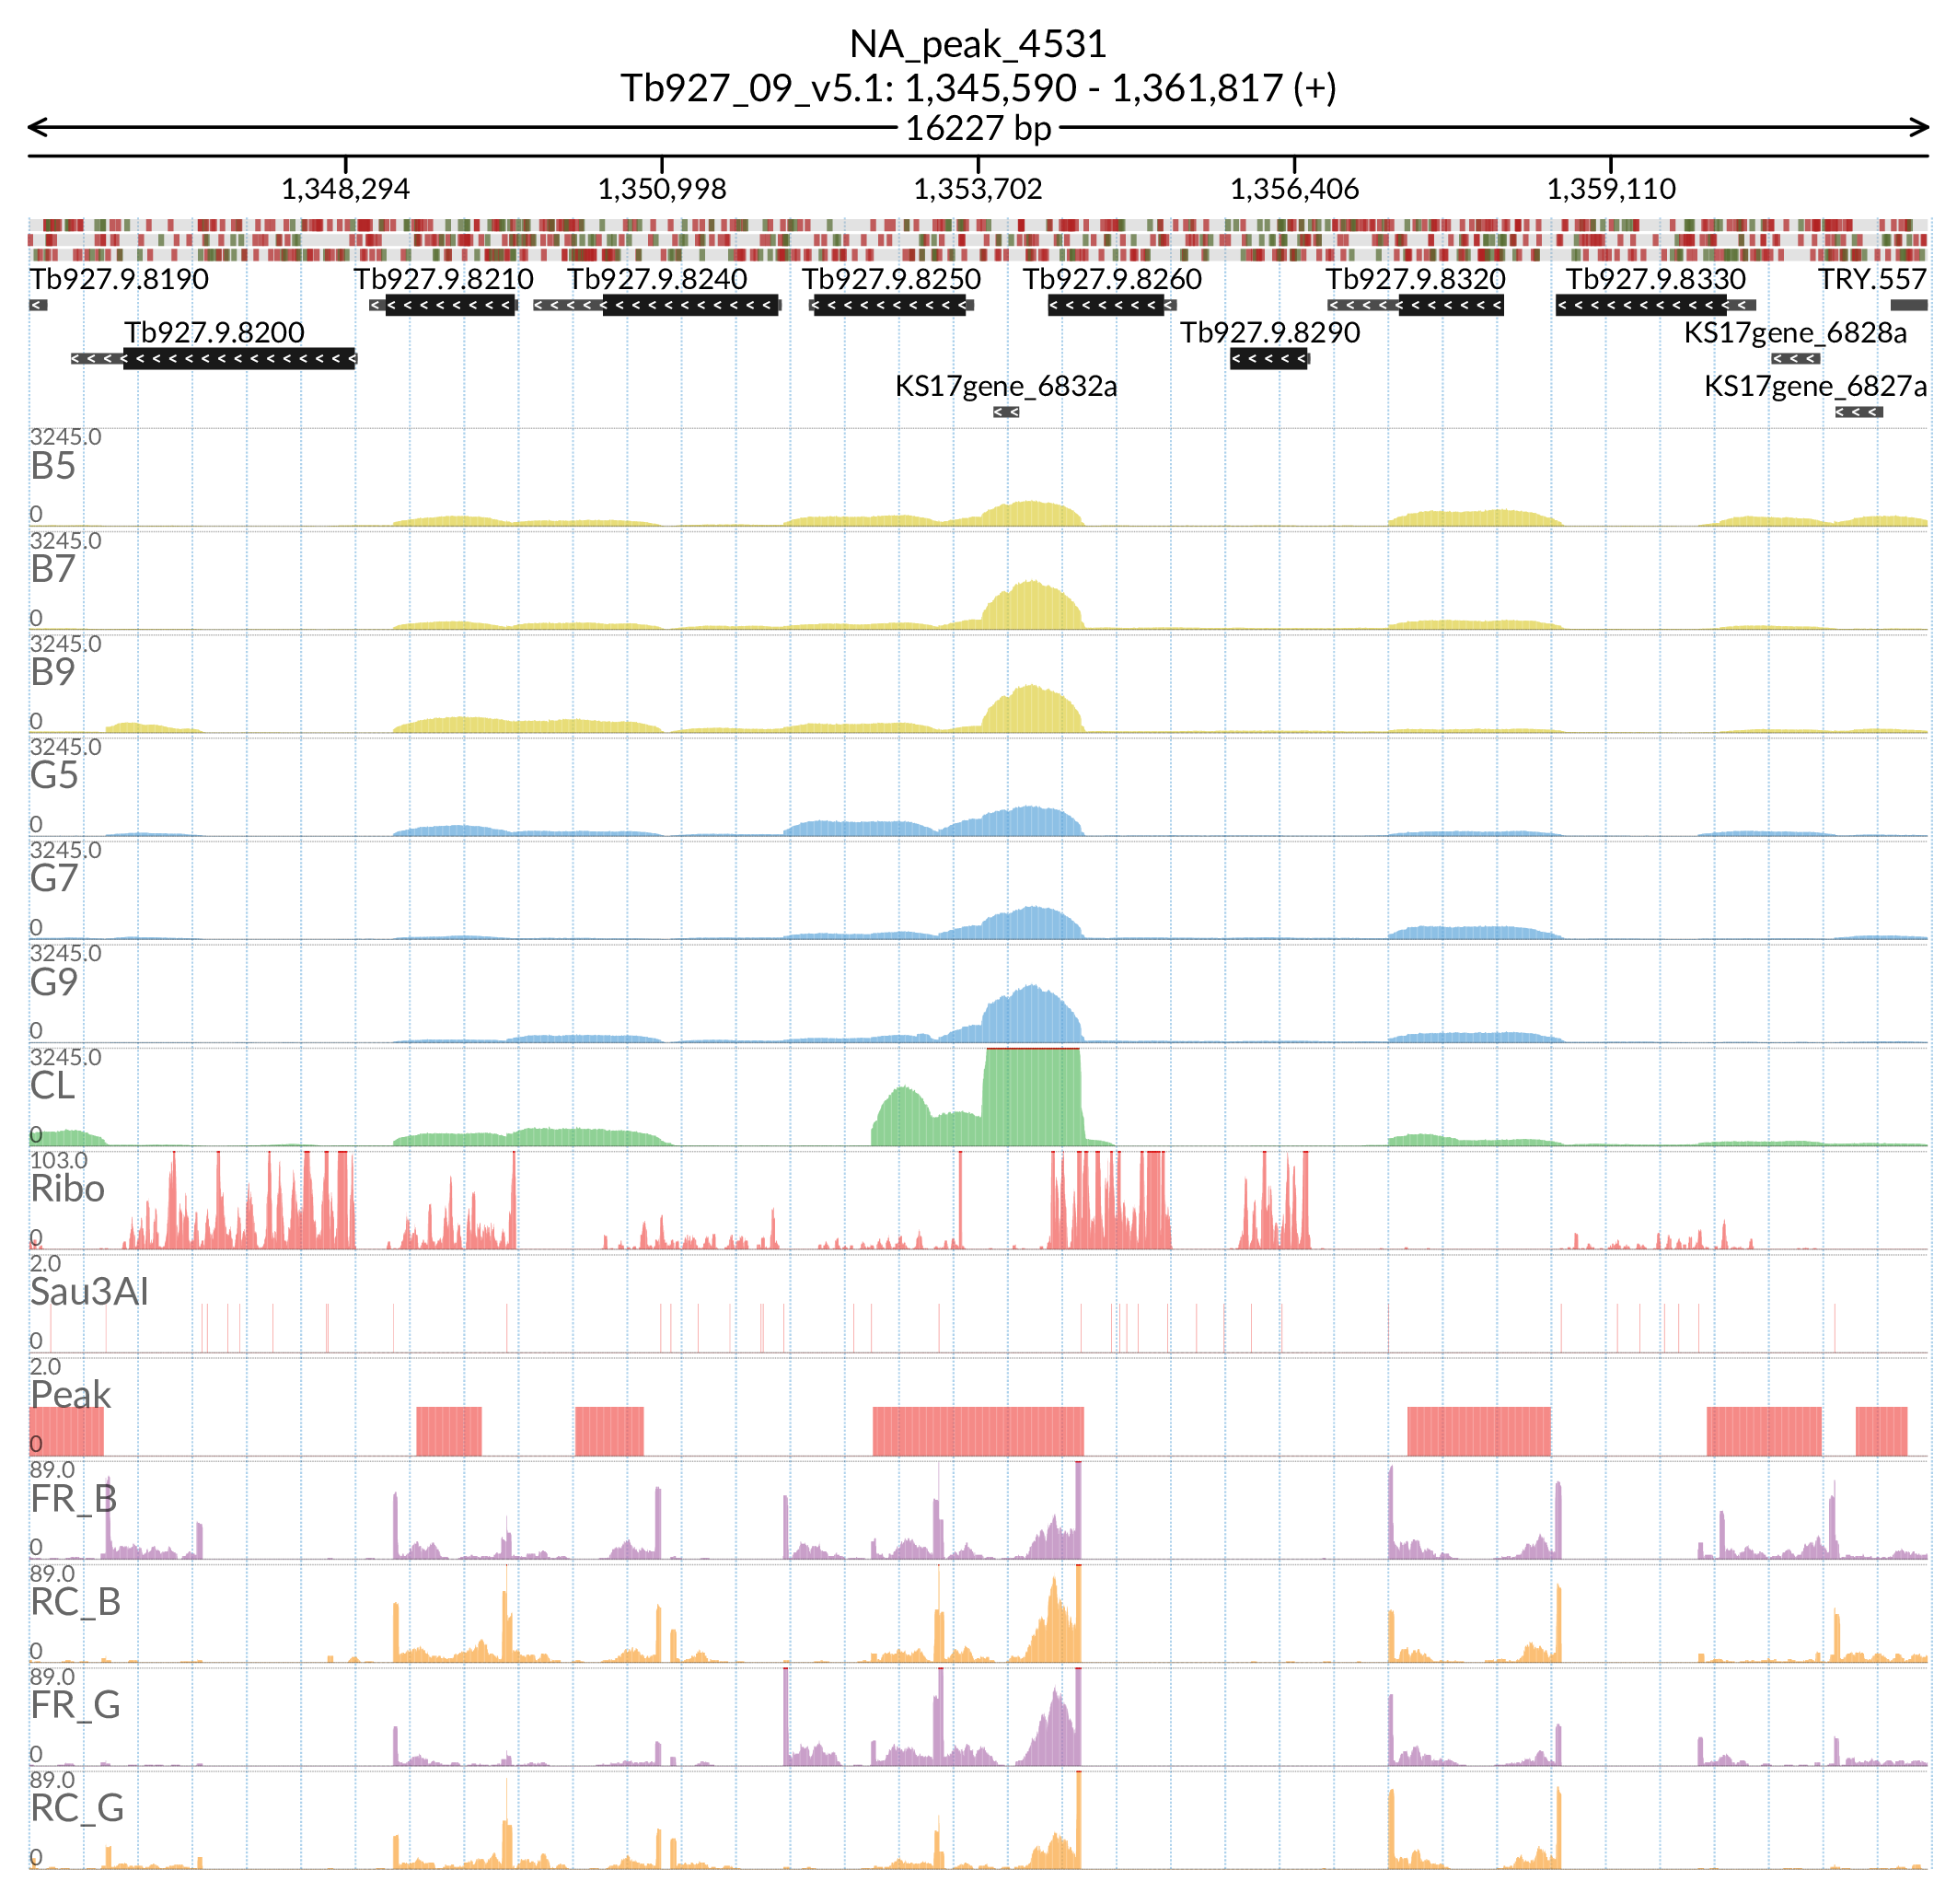 NA_peak_4531
Tb927_09_v5.1: 1,345,590 - 1,361,817 (+)
16227 bp
1,348,294 1,350,998 1,353,702 1,356,406 1,359,110
Tb927.9.8190 Tb927.9.8210 Tb927.9.8240 Tb927.9.8250 Tb927.9.8260 Tb927.9.8320 Tb927.9.8330 TRY.557
Tb927.9.8200 Tb927.9.8290 KS17gene_6828a
KS17gene_6832a KS17gene_6827a
3245.0
B5
0
3245.0
B7
0
3245.0
B9
0
3245.0
G5
0
3245.0
G7
0
3245.0
G9
0
3245.0
CL
0
103.0
Ribo
0
2.0
Sau3AI
0
2.0
Peak
0
89.0
FR_B
0
89.0
RC_B
0
89.0
FR_G
0
89.0
RC_G
0